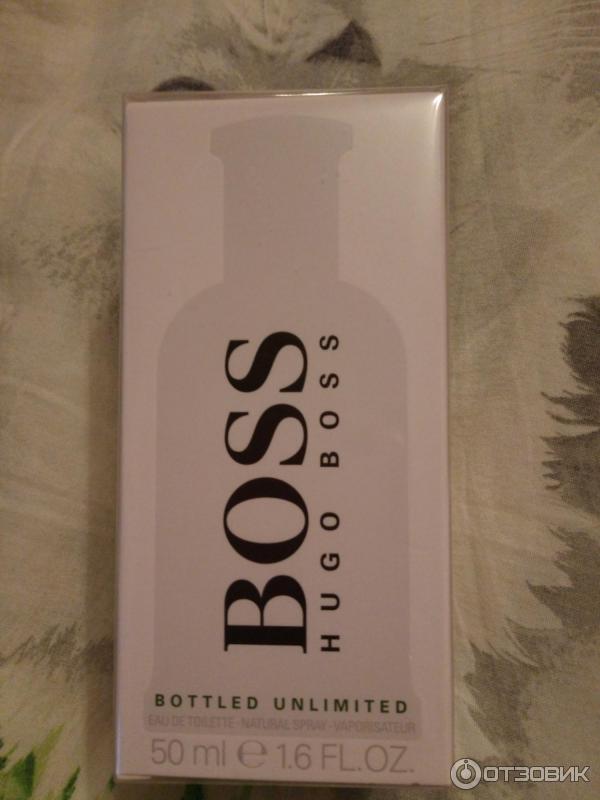 BOSS
HUGO BOSS
BOTTLED UNLIMITED
EAU DE TOILETTE - NATURAL SPRAY - VAPORISATEUR
50 ml ℮ 1.6 FL.OZ.
ОТЗОВИК